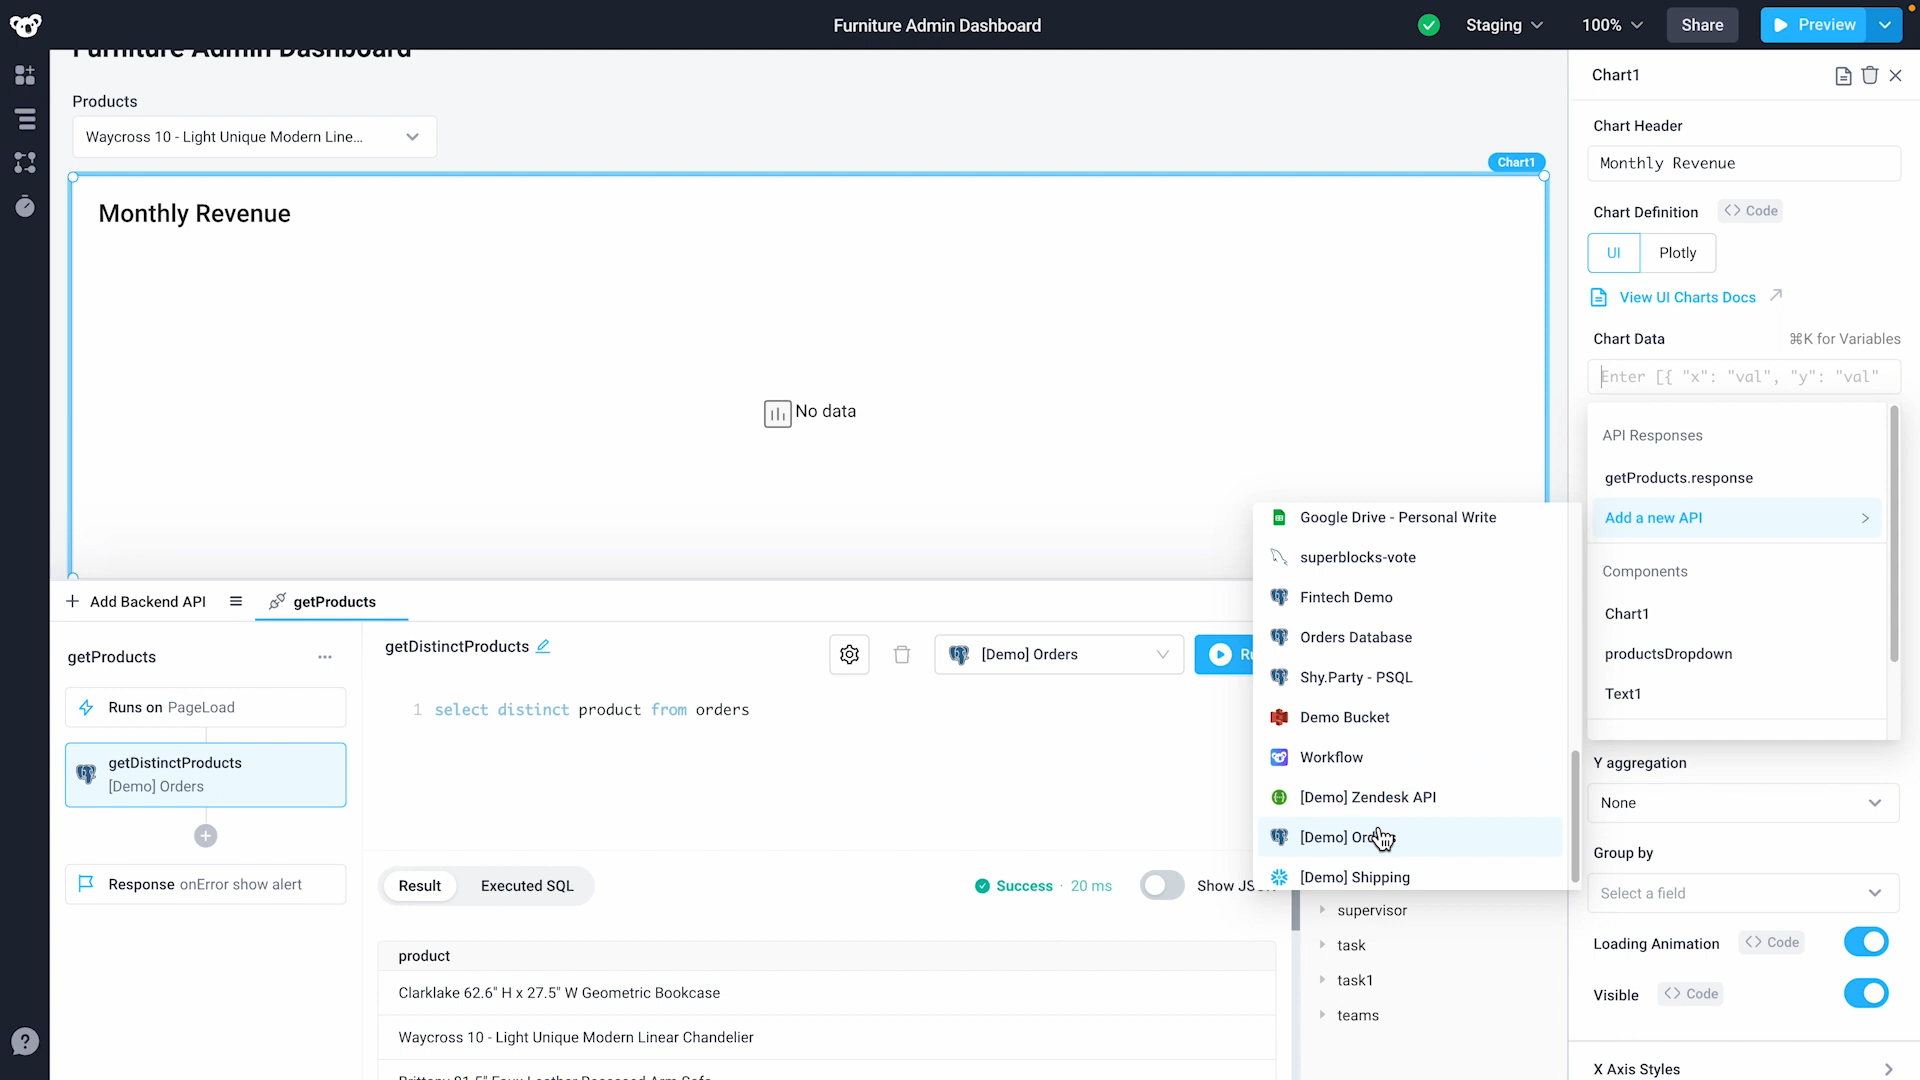 Furniture Admin Dashboard
Staging
100%
Share
Preview
Furniture Admin Dashboard
Products
Waycross 10 - Light Unique Modern Line...
Chart1
Monthly Revenue
No data
Add Backend API
getProducts
getProducts
Runs on PageLoad
getDistinctProducts
[Demo] Orders
Response onError show alert
getDistinctProducts
[Demo] Orders
1 select distinct product from orders
Result
Executed SQL
Success · 20 ms
Show
product
Clarklake 62.6" H x 27.5" W Geometric Bookcase
Waycross 10 - Light Unique Modern Linear Chandelier
Google Drive - Personal Write
superblocks-vote
Fintech Demo
Orders Database
Shy.Party - PSQL
Demo Bucket
Workflow
[Demo] Zendesk API
[Demo]
[Demo] Shipping
supervisor
task
task1
teams
Chart1
Chart Header
Monthly Revenue
Chart Definition
<> Code
UI
Plotly
View UI Charts Docs
Chart Data
⌘K for Variables
Enter [{ "x": "val", "y": "val"
API Responses
getProducts.response
Add a new API
Components
Chart1
productsDropdown
Text1
Y aggregation
None
Group by
Select a field
Loading Animation
<> Code
Visible
<> Code
X Axis Styles
?